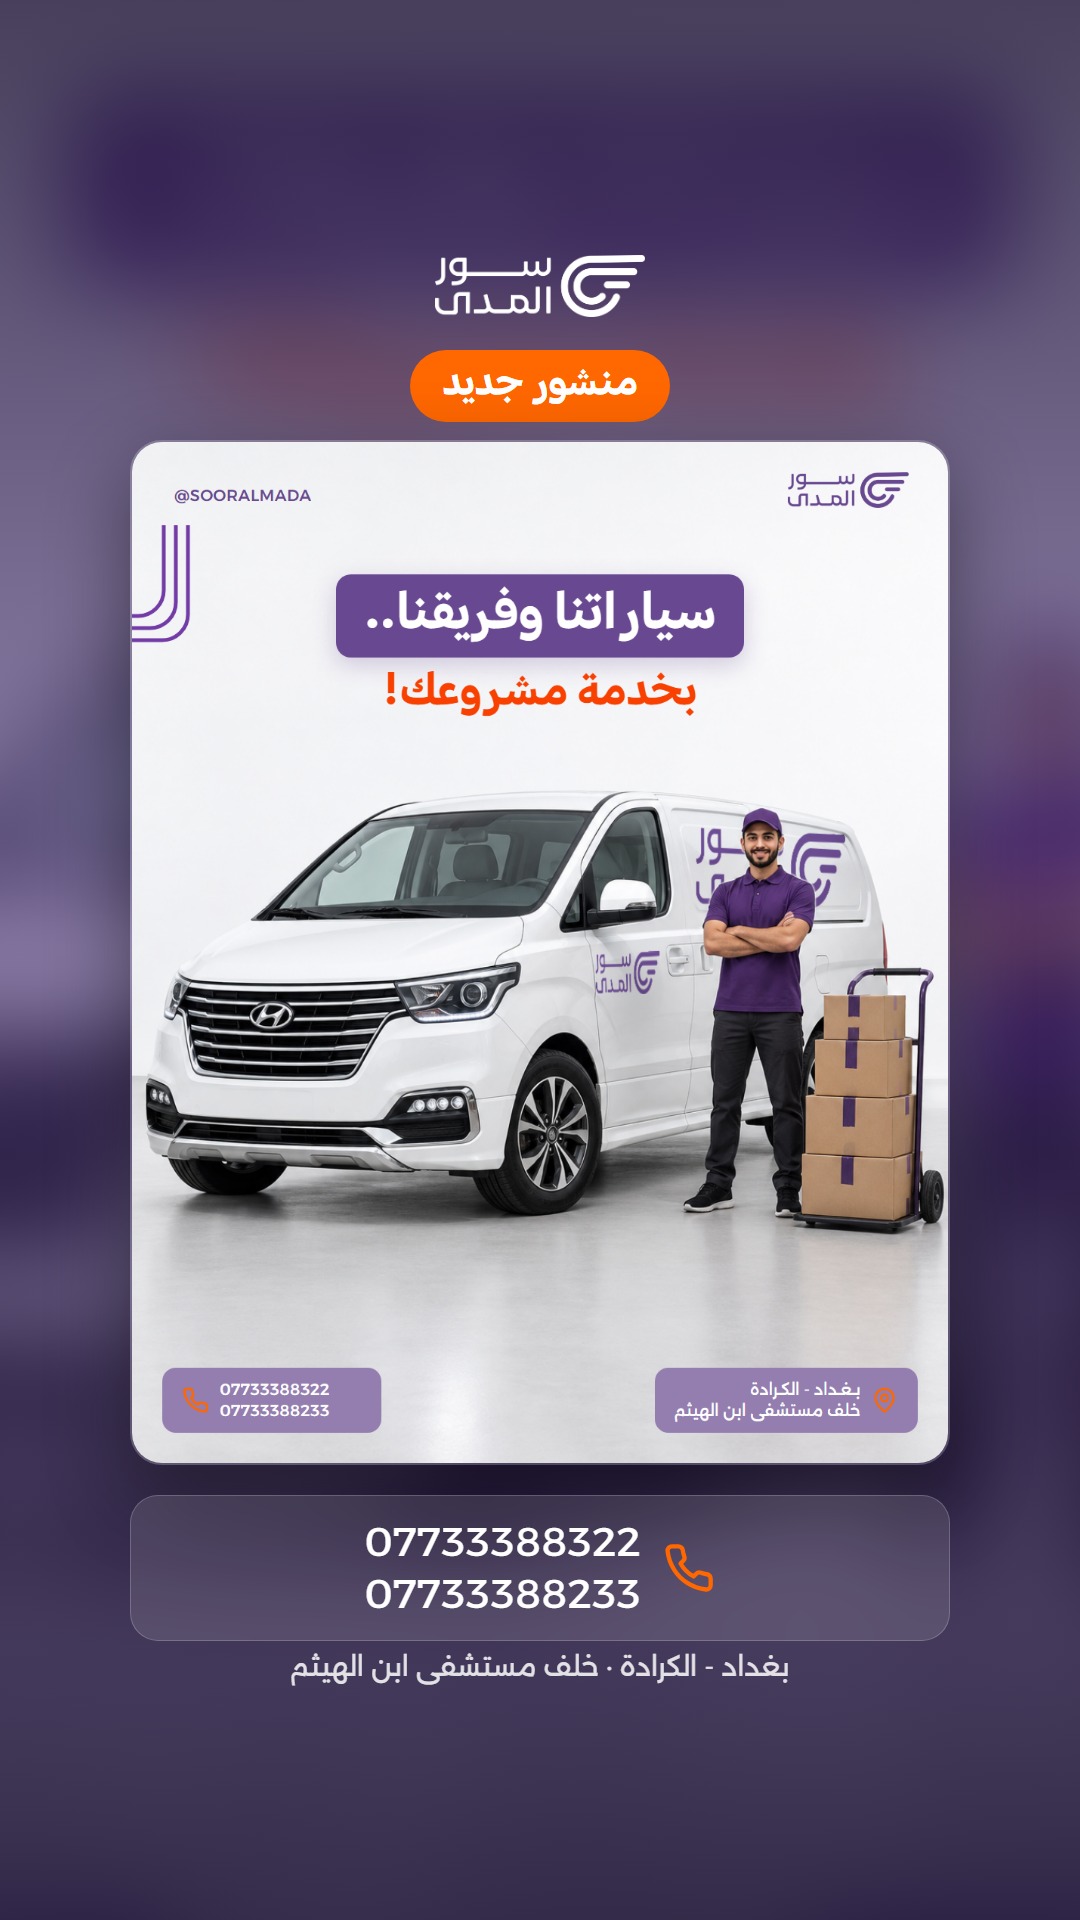 سور
المدى
منشور جديد
@SOORALMADA
سور
المدى
سياراتنا وفريقنا..
بخدمة مشروعك!
سور
المدى
07733388322
07733388233
بغداد - الكرادة
خلف مستشفى ابن الهيثم
07733388322
07733388233
بغداد - الكرادة · خلف مستشفى ابن الهيثم